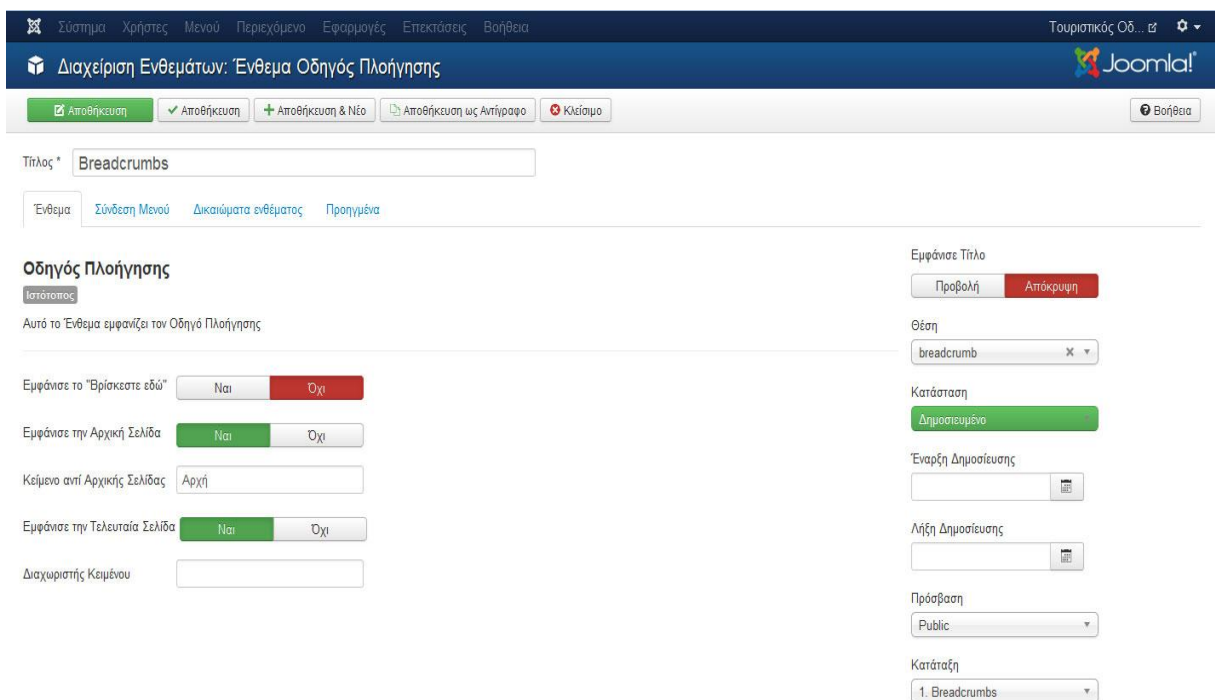 Σύστημα Χρήστες Μενού Περιεχόμενο Εφαρμογές Επεκτάσεις Βοήθεια Τουριστικός Οδ...
Διαχείριση Ενθεμάτων: Ένθεμα Οδηγός Πλοήγησης Joomla!
Αποθήκευση Αποθήκευση Αποθήκευση & Νέο Αποθήκευση ως Αντίγραφο Κλείσιμο Βοήθεια
Τίτλος * Breadcrumbs
Ένθεμα Σύνδεση Μενού Δικαιώματα ενθέματος Προηγμένα
Οδηγός Πλοήγησης
Ιστότοπος
Αυτό το Ένθεμα εμφανίζει τον Οδηγό Πλοήγησης
Εμφάνισε το "Βρίσκεστε εδώ" Ναι Όχι
Εμφάνισε την Αρχική Σελίδα Ναι Όχι
Κείμενο αντί Αρχικής Σελίδας Αρχή
Εμφάνισε την Τελευταία Σελίδα Ναι Όχι
Διαχωριστής Κειμένου
Εμφάνισε Τίτλο
Προβολή Απόκρυψη
Θέση
breadcrumb
Κατάσταση
Δημοσιευμένο
Έναρξη Δημοσίευσης
Λήξη Δημοσίευσης
Πρόσβαση
Public
Κατάταξη
1. Breadcrumbs